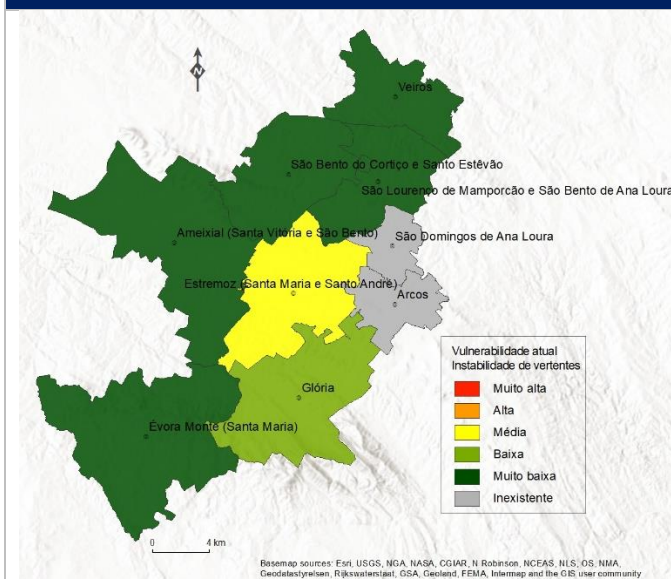 N
Veiros
São Bento do Cortiço e Santo Estêvão
São Lourenço de Mamporcão e São Bento de Ana Loura
Ameixial (Santa Vitória e São Bento)
São Domingos de Ana Loura
Estremoz (Santa Maria e Santo André)
Arcos
Glória
Évora Monte (Santa Maria)
Vulnerabilidade atual
Instabilidade de vertentes
Muito alta
Alta
Média
Baixa
Muito baixa
Inexistente
0 4 km
Basemap sources: Esri, USGS, NGA, NASA, CGIAR, N Robinson, NCEAS, NLS, OS, NMA,
Geodatastyrelsen, Rijkswaterstaat, GSA, Geoland, FEMA, Intermap and the GIS user community